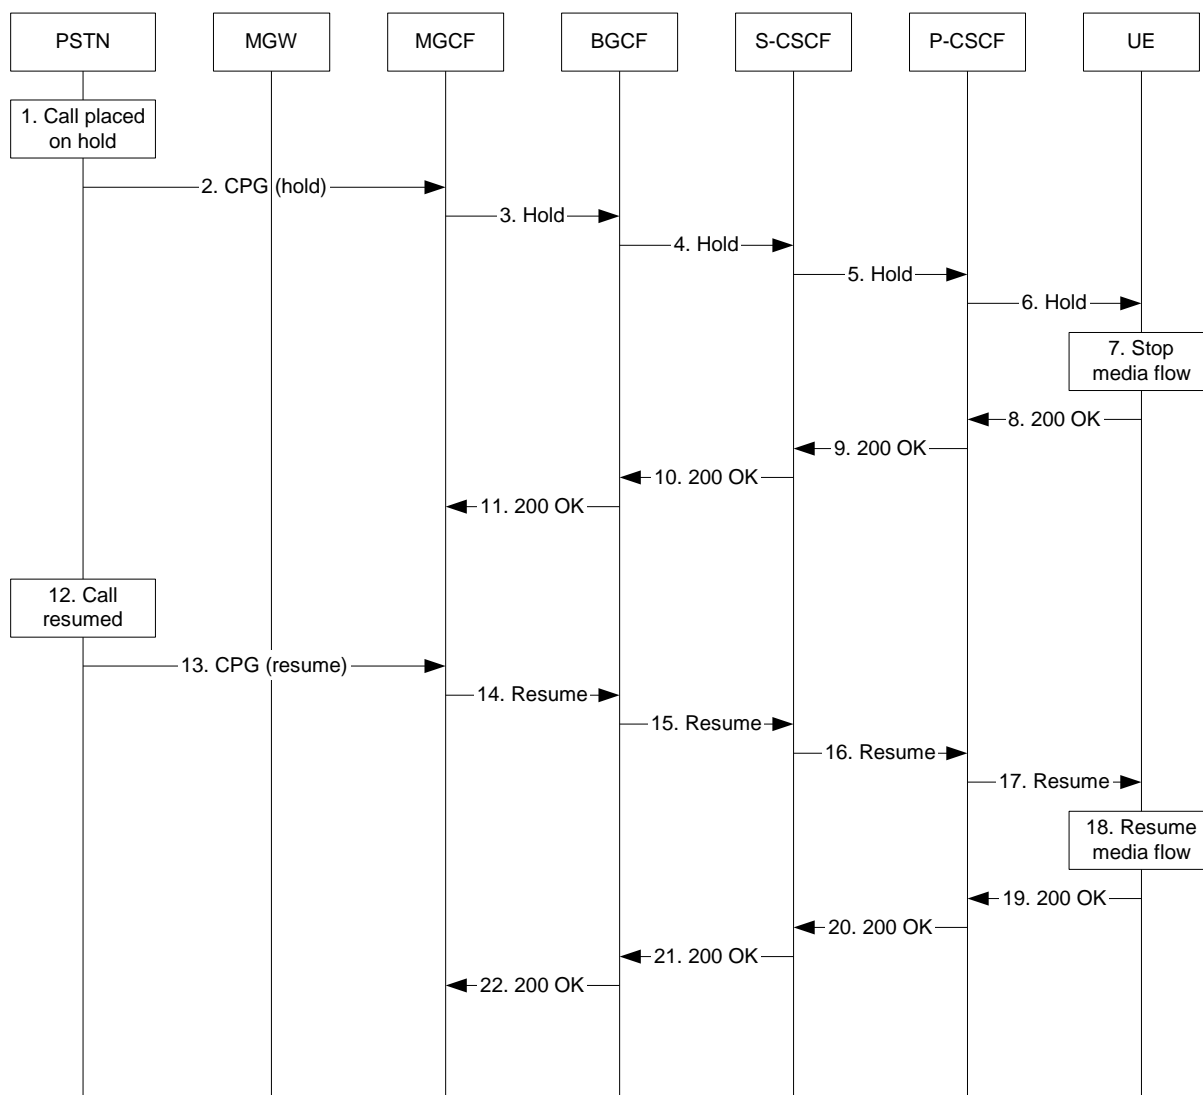 PSTN
MGW
MGCF
BGCF
S-CSCF
P-CSCF
UE
1. Call placed
on hold
2. CPG (hold)
3. Hold
4. Hold
5. Hold
6. Hold
7. Stop
media flow
8. 200 OK
9. 200 OK
10. 200 OK
11. 200 OK
12. Call
resumed
13. CPG (resume)
14. Resume
15. Resume
16. Resume
17. Resume
18. Resume
media flow
19. 200 OK
20. 200 OK
21. 200 OK
22. 200 OK